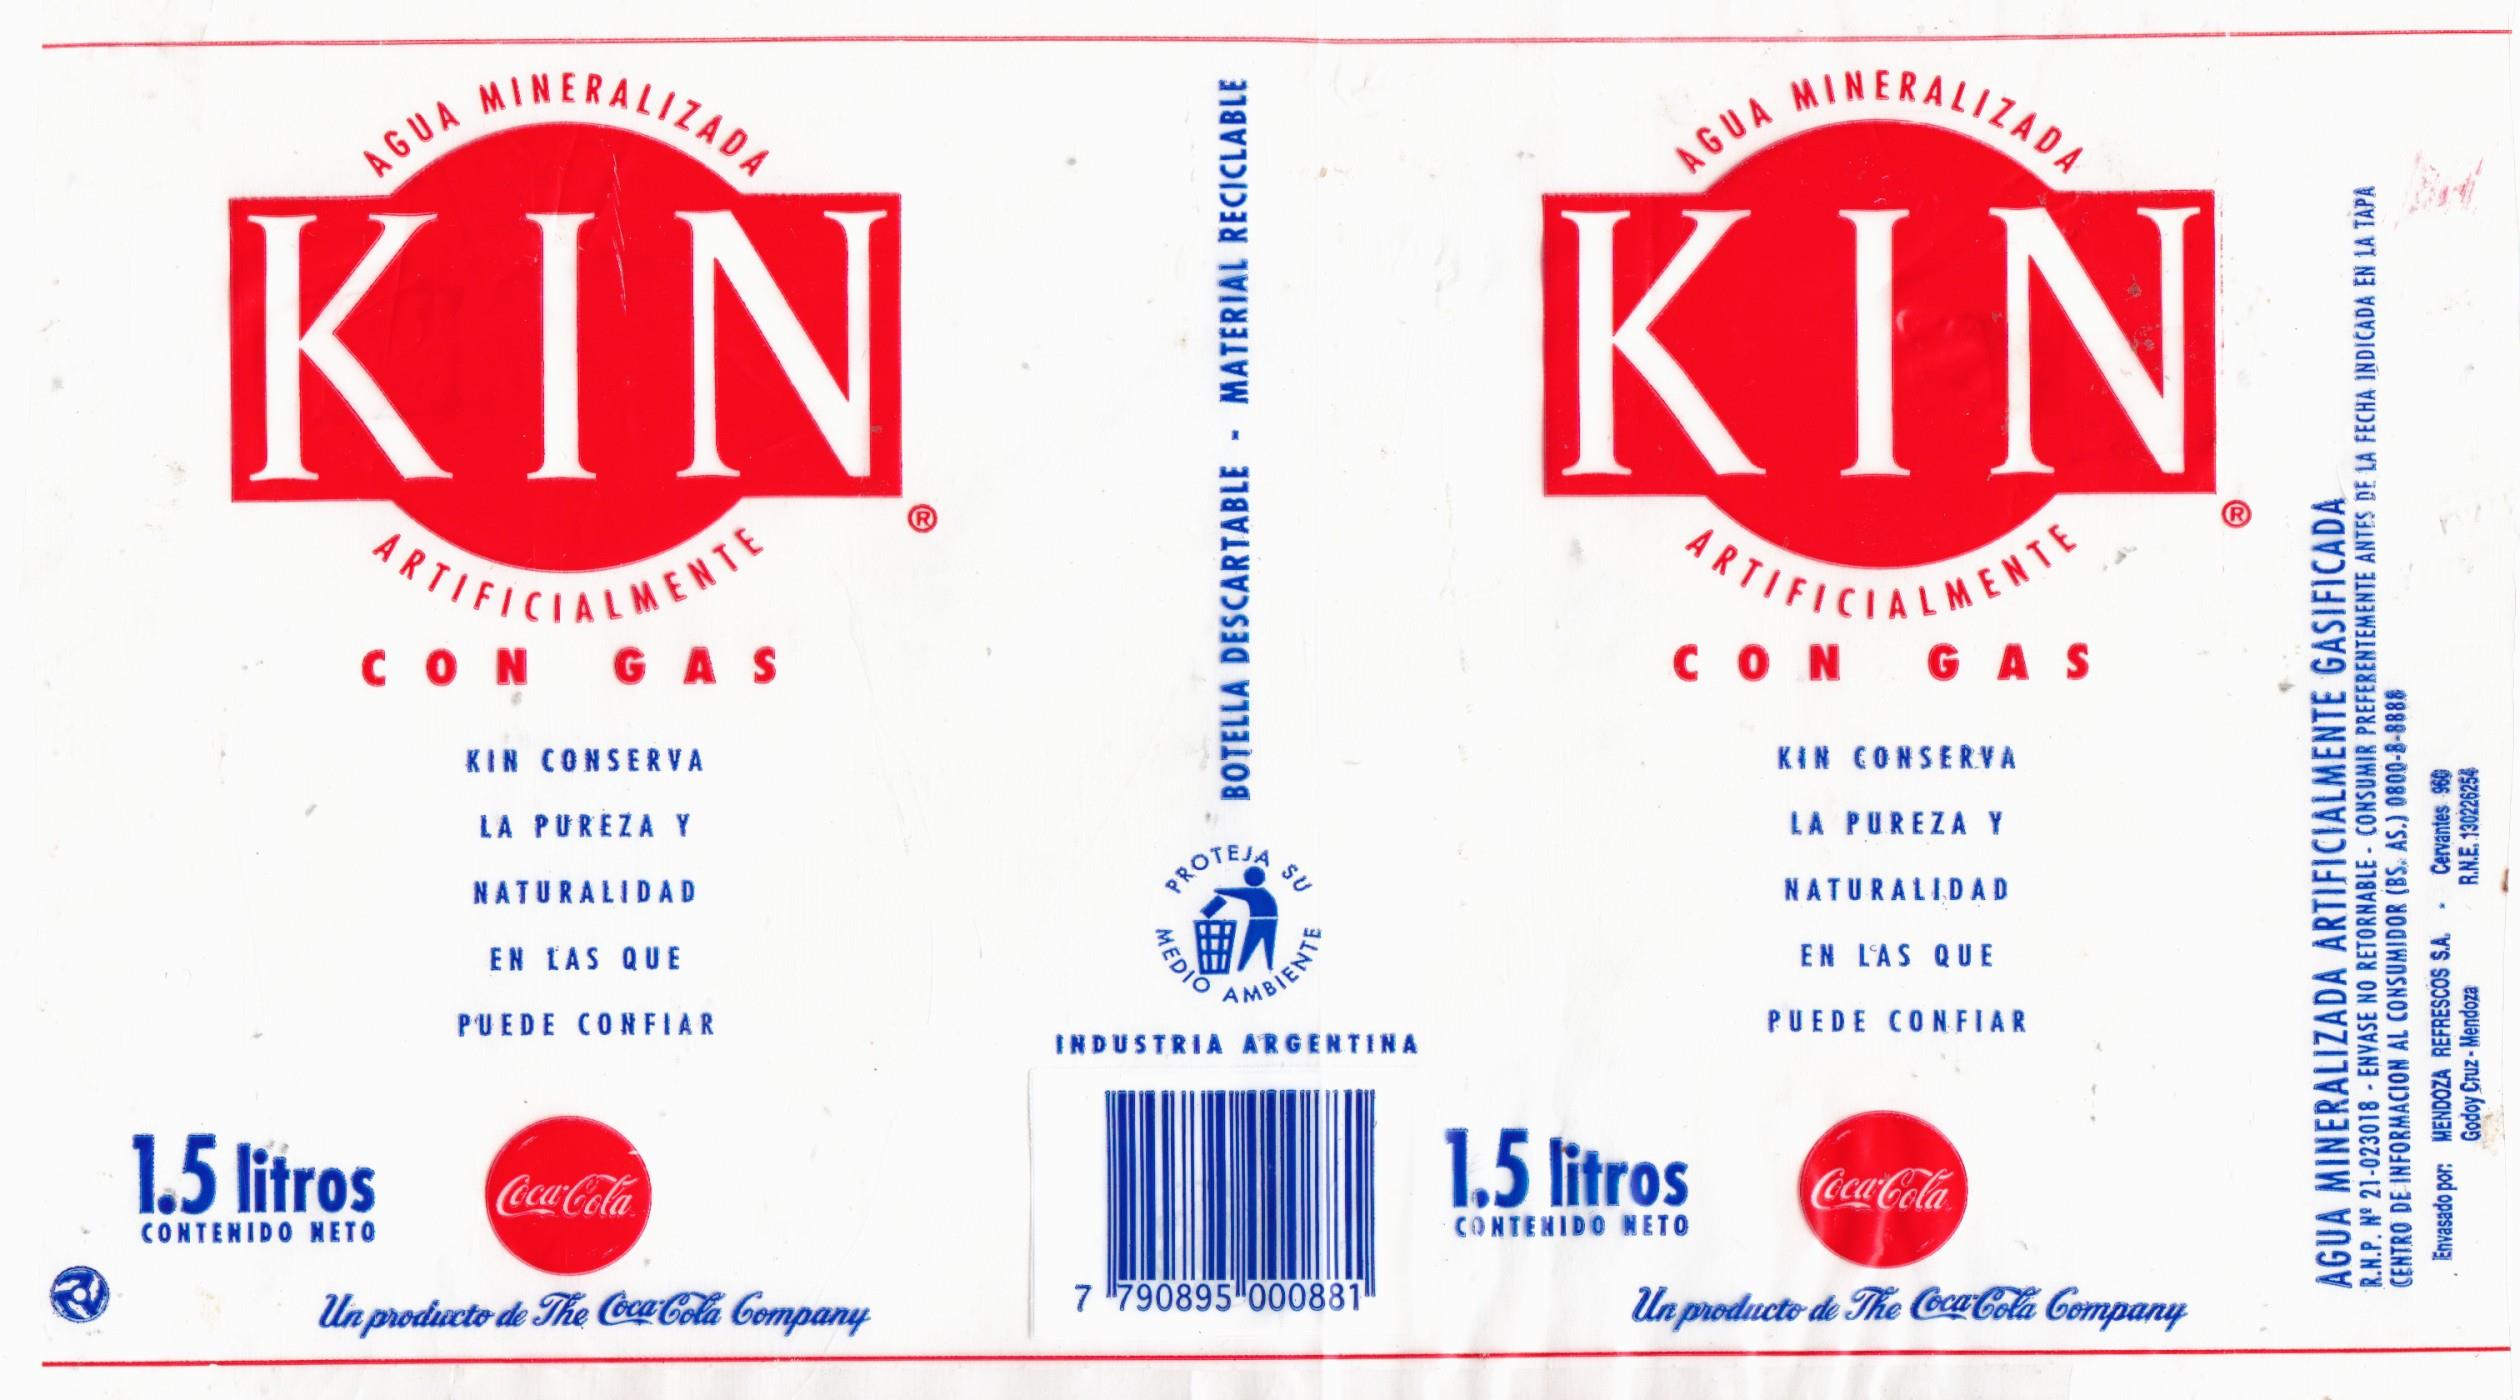 AGUA MINERALIZADA
KIN
®
ARTIFICIALMENTE
CON GAS
KIN CONSERVA
LA PUREZA Y
NATURALIDAD
EN LAS QUE
PUEDE CONFIAR
1.5 litros
CONTENIDO NETO
Coca-Cola
Un producto de The Coca-Cola Company
BOTELLA DESCARTABLE - MATERIAL RECICLABLE
PROTEJA SU
MEDIO AMBIENTE
INDUSTRIA ARGENTINA
7 790895 000881
AGUA MINERALIZADA
KIN
®
ARTIFICIALMENTE
CON GAS
KIN CONSERVA
LA PUREZA Y
NATURALIDAD
EN LAS QUE
PUEDE CONFIAR
1.5 litros
CONTENIDO NETO
Coca-Cola
Un producto de The Coca-Cola Company
AGUA MINERALIZADA ARTIFICIALMENTE GASIFICADA
R.N.P. Nº 21-023018 - ENVASE NO RETORNABLE - CONSUMIR PREFERENTEMENTE ANTES DE LA FECHA INDICADA EN LA TAPA
CENTRO DE INFORMACION AL CONSUMIDOR (BS. AS.) 0800-8-8888
Envasado por: MENDOZA REFRESCOS S.A. - Cervantes 960
Godoy Cruz - Mendoza R.N.E. 130226254